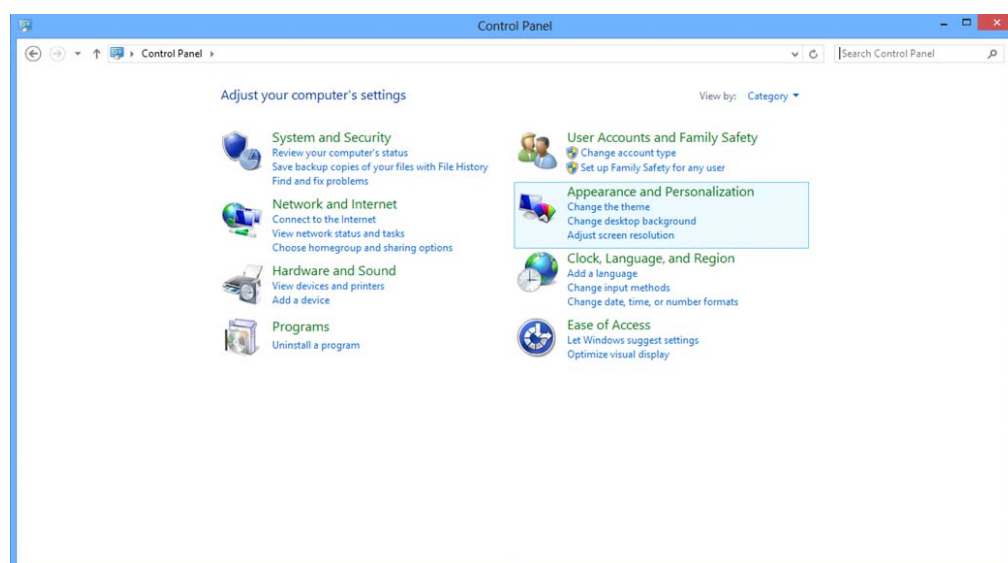 Control Panel
Control Panel
Search Control Panel
Adjust your computer's settings
View by: Category
System and Security
Review your computer's status
Save backup copies of your files with File History
Find and fix problems
Network and Internet
Connect to the Internet
View network status and tasks
Choose homegroup and sharing options
Hardware and Sound
View devices and printers
Add a device
Programs
Uninstall a program
User Accounts and Family Safety
Change account type
Set up Family Safety for any user
Appearance and Personalization
Change the theme
Change desktop background
Adjust screen resolution
Clock, Language, and Region
Add a language
Change input methods
Change date, time, or number formats
Ease of Access
Let Windows suggest settings
Optimize visual display